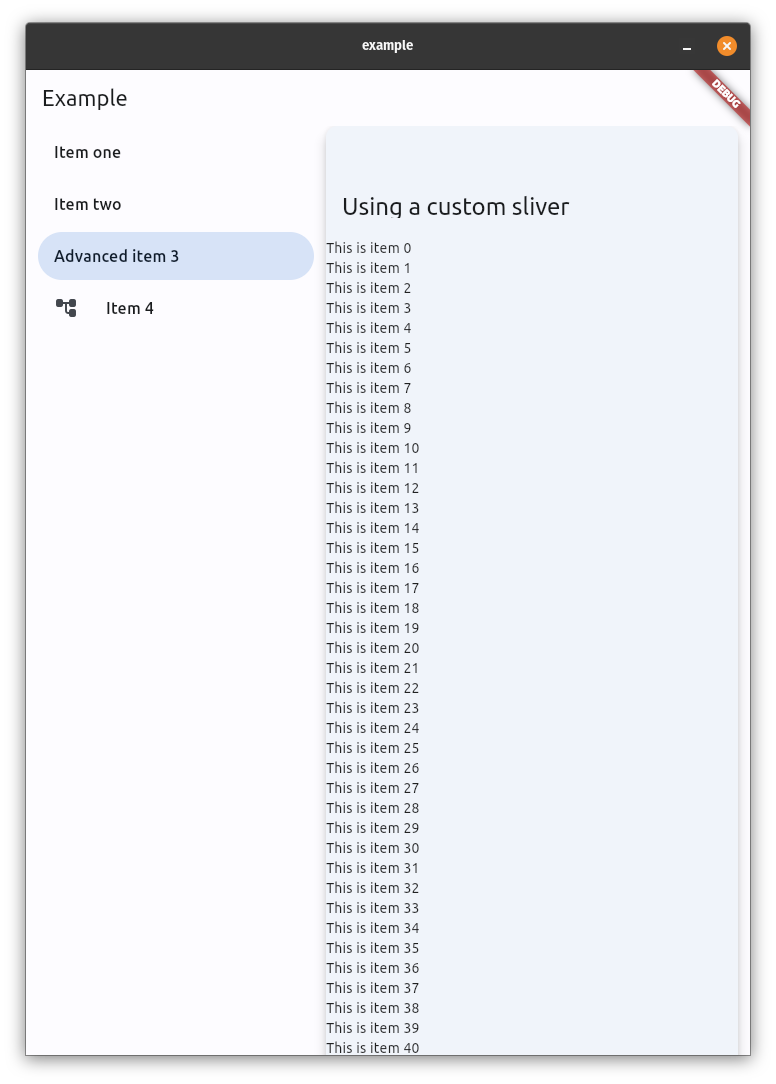 example
DEBUG
Example
Item one
Item two
Advanced item 3
Item 4
Using a custom sliver
This is item 0
This is item 1
This is item 2
This is item 3
This is item 4
This is item 5
This is item 6
This is item 7
This is item 8
This is item 9
This is item 10
This is item 11
This is item 12
This is item 13
This is item 14
This is item 15
This is item 16
This is item 17
This is item 18
This is item 19
This is item 20
This is item 21
This is item 22
This is item 23
This is item 24
This is item 25
This is item 26
This is item 27
This is item 28
This is item 29
This is item 30
This is item 31
This is item 32
This is item 33
This is item 34
This is item 35
This is item 36
This is item 37
This is item 38
This is item 39
This is item 40